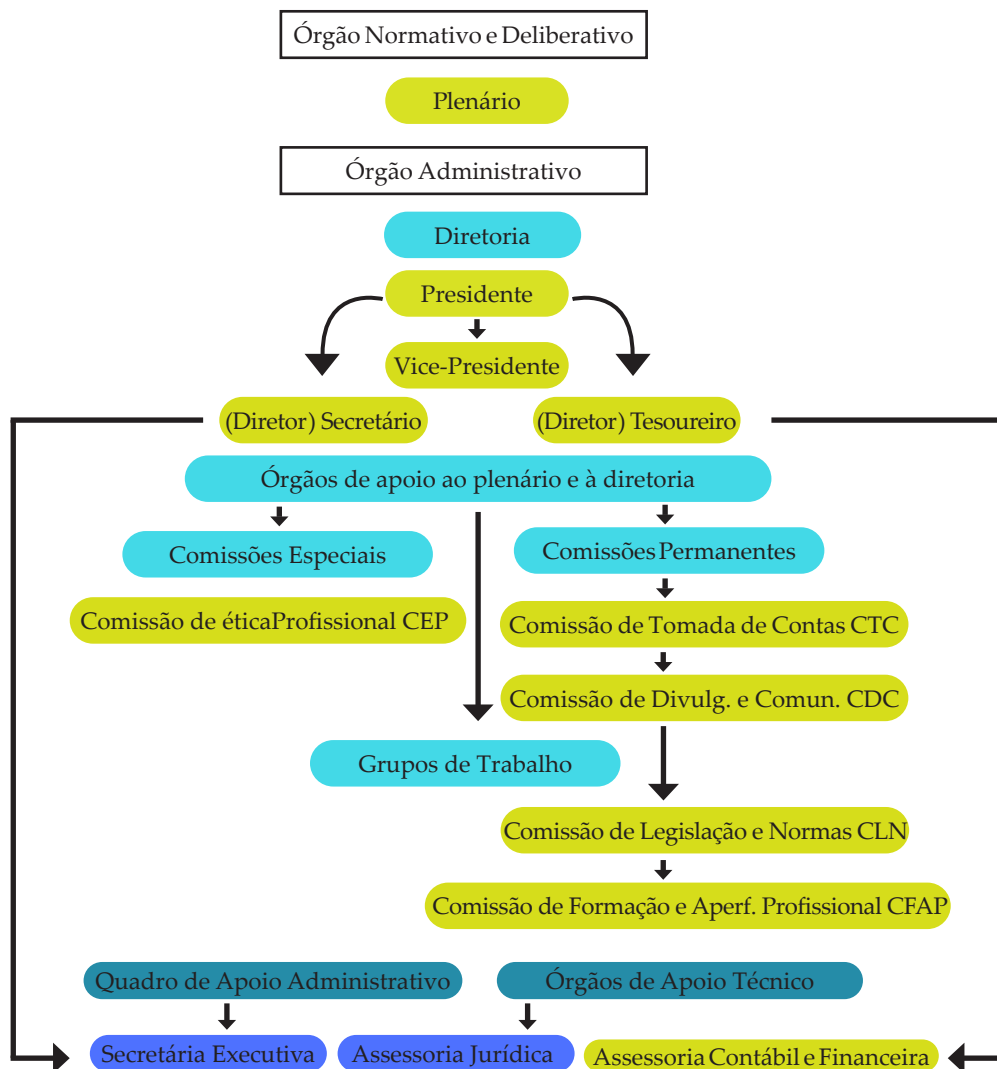 Órgão Normativo e Deliberativo
Plenário
Órgão Administrativo
Diretoria
Presidente
Vice-Presidente
(Diretor) Secretário
(Diretor) Tesoureiro
Órgãos de apoio ao plenário e à diretoria
Comissões Especiais
Comissões Permanentes
Comissão de éticaProfissional CEP
Comissão de Tomada de Contas CTC
Comissão de Divulg. e Comun. CDC
Grupos de Trabalho
Comissão de Legislação e Normas CLN
Comissão de Formação e Aperf. Profissional CFAP
Quadro de Apoio Administrativo
Órgãos de Apoio Técnico
Secretária Executiva
Assessoria Jurídica
Assessoria Contábil e Financeira